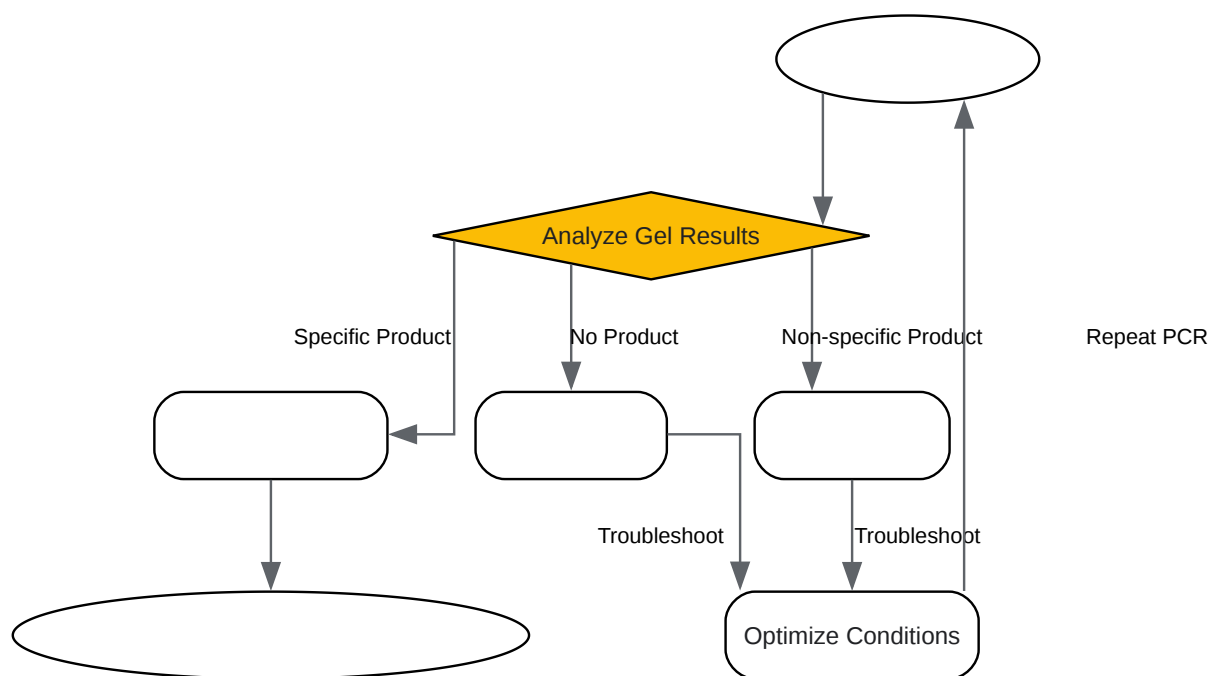 Analyze Gel Results
Specific Product
No Product
Non-specific Product
Repeat PCR
Troubleshoot
Troubleshoot
Optimize Conditions